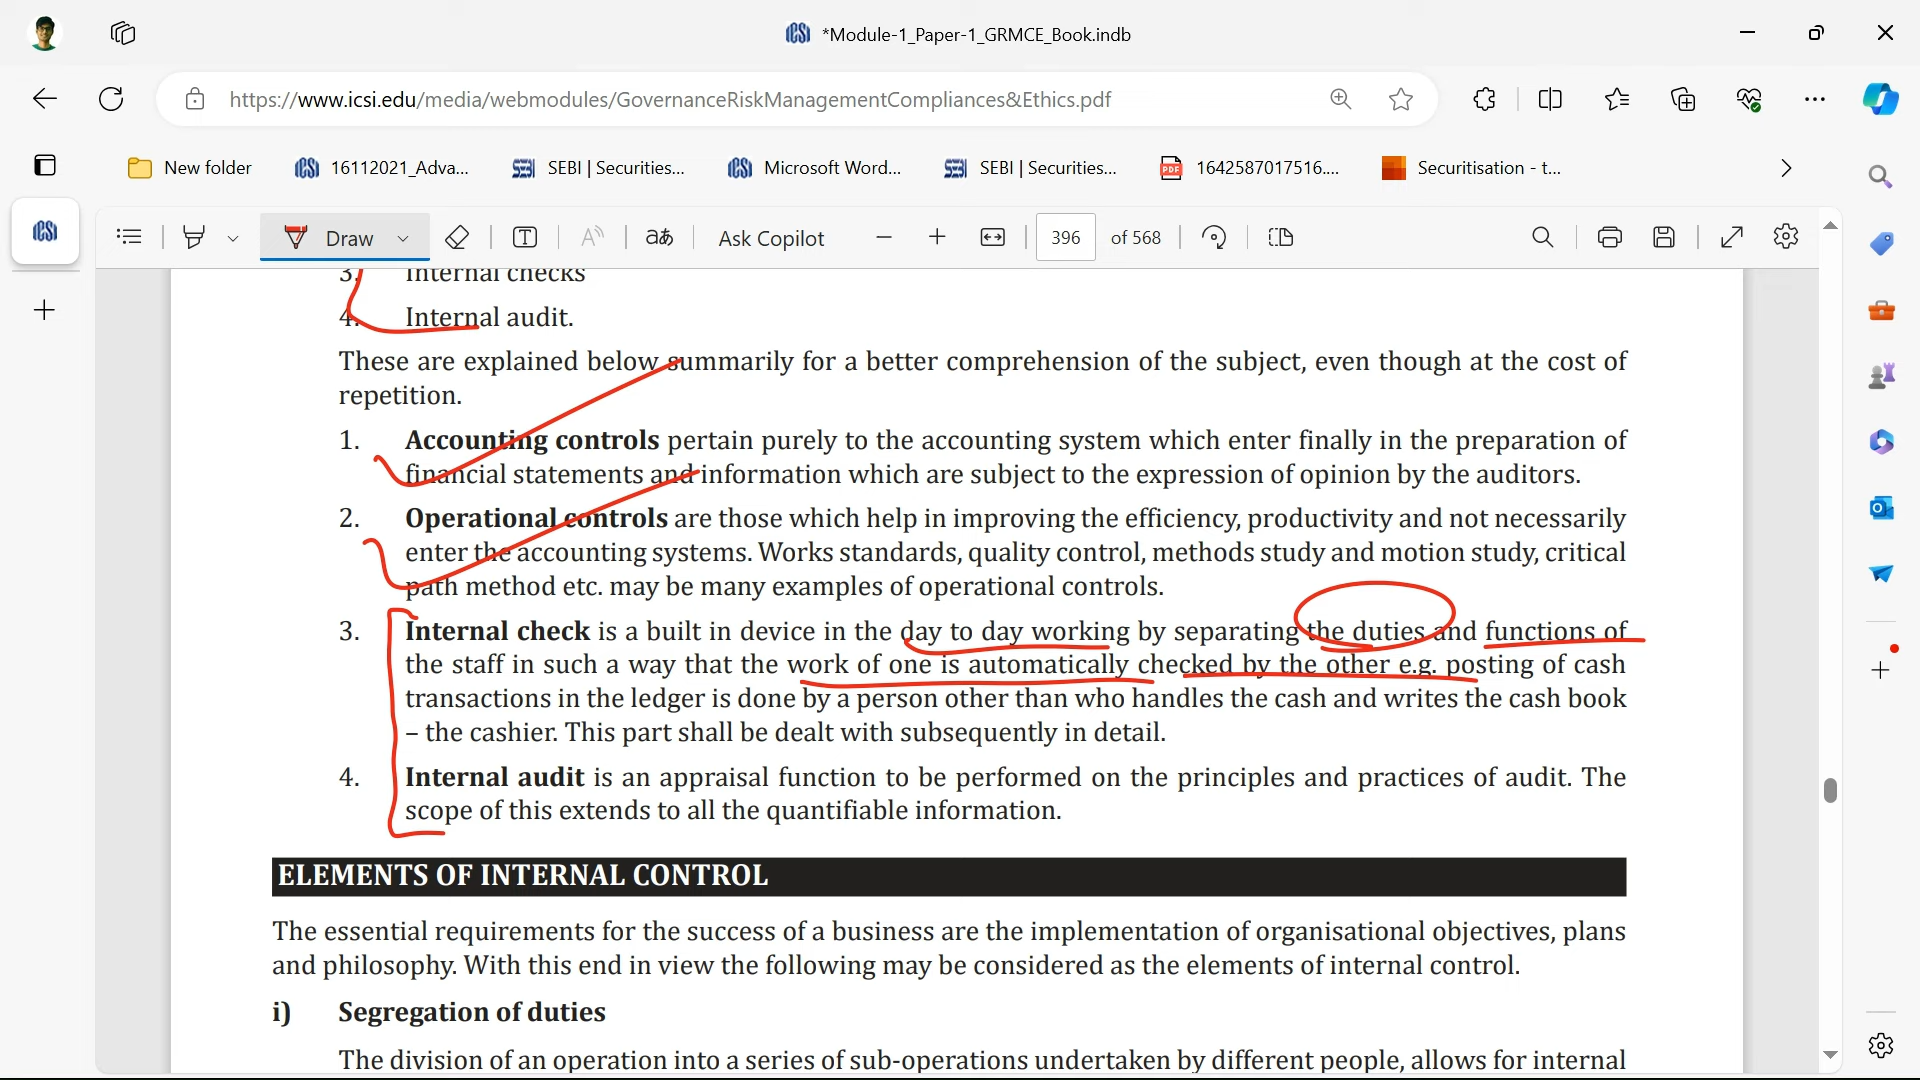 *Module-1_Paper-1_GRMCE_Book.indb
https://www.icsi.edu/media/webmodules/GovernanceRiskManagementCompliances&Ethics.pdf
New folder
16112021_Adva...
SEBI | Securities...
Microsoft Word...
SEBI | Securities...
1642587017516....
Securitisation - t...
Draw
Ask Copilot
396 of 568
3. Internal checks
4. Internal audit.
These are explained below summarily for a better comprehension of the subject, even though at the cost of
repetition.
1. Accounting controls pertain purely to the accounting system which enter finally in the preparation of
financial statements and information which are subject to the expression of opinion by the auditors.
2. Operational controls are those which help in improving the efficiency, productivity and not necessarily
enter the accounting systems. Works standards, quality control, methods study and motion study, critical
path method etc. may be many examples of operational controls.
3. Internal check is a built in device in the day to day working by separating the duties and functions of
the staff in such a way that the work of one is automatically checked by the other e.g. posting of cash
transactions in the ledger is done by a person other than who handles the cash and writes the cash book
– the cashier. This part shall be dealt with subsequently in detail.
4. Internal audit is an appraisal function to be performed on the principles and practices of audit. The
scope of this extends to all the quantifiable information.
ELEMENTS OF INTERNAL CONTROL
The essential requirements for the success of a business are the implementation of organisational objectives, plans
and philosophy. With this end in view the following may be considered as the elements of internal control.
i) Segregation of duties
The division of an operation into a series of sub-operations undertaken by different people, allows for internal